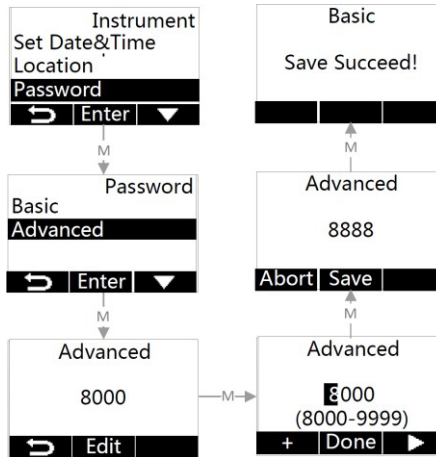 Instrument
Set Date&Time
Location
Password
Enter
M
Password
Basic
Advanced
Enter
M
Advanced
8000
Edit
M
Advanced
8000
(8000-9999)
+ Done
M
Advanced
8888
Abort Save
M
Basic
Save Succeed!